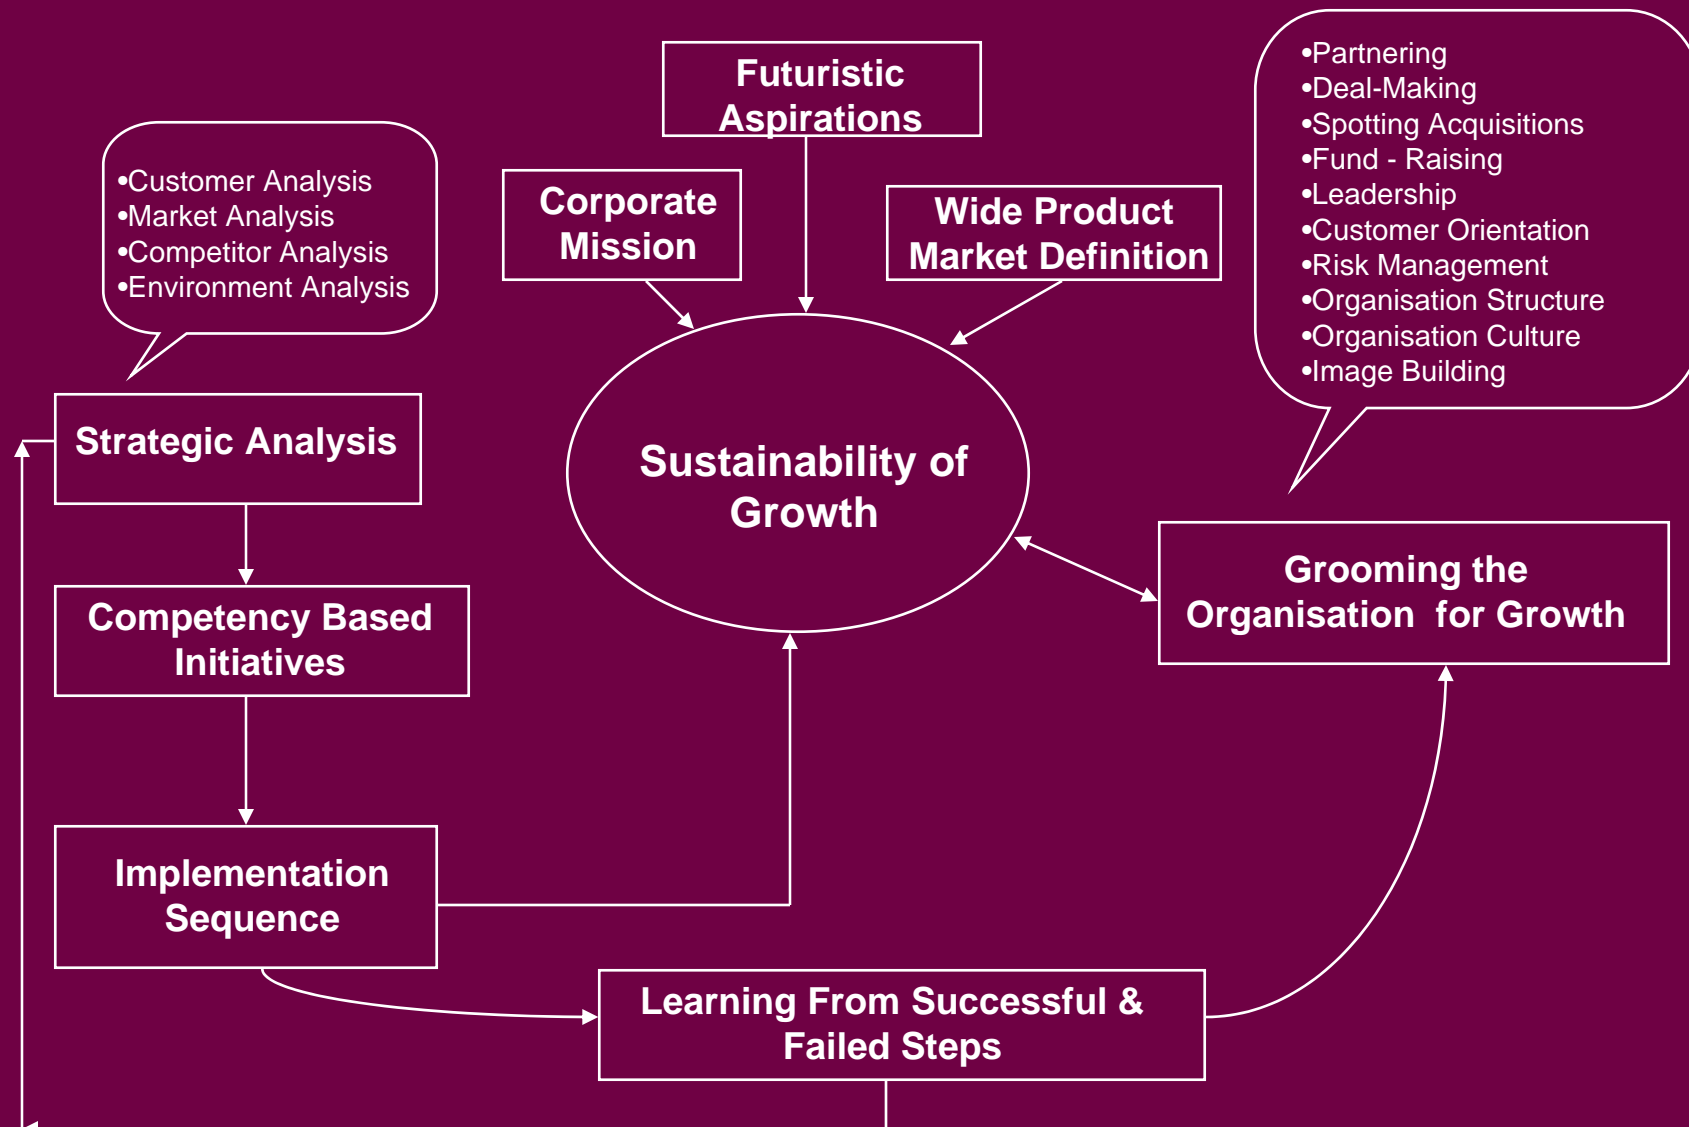 Futuristic
Aspirations
•Partnering
•Deal-Making
•Spotting Acquisitions
•Fund - Raising
•Leadership
•Customer Orientation
•Risk Management
•Organisation Structure
•Organisation Culture
•Image Building
•Customer Analysis
•Market Analysis
•Competitor Analysis
•Environment Analysis
Corporate
Mission
Wide Product
Market Definition
Strategic Analysis
Sustainability of
Growth
Competency Based
Initiatives
Grooming the
Organisation  for Growth
Implementation
Sequence
Learning From Successful &
Failed Steps